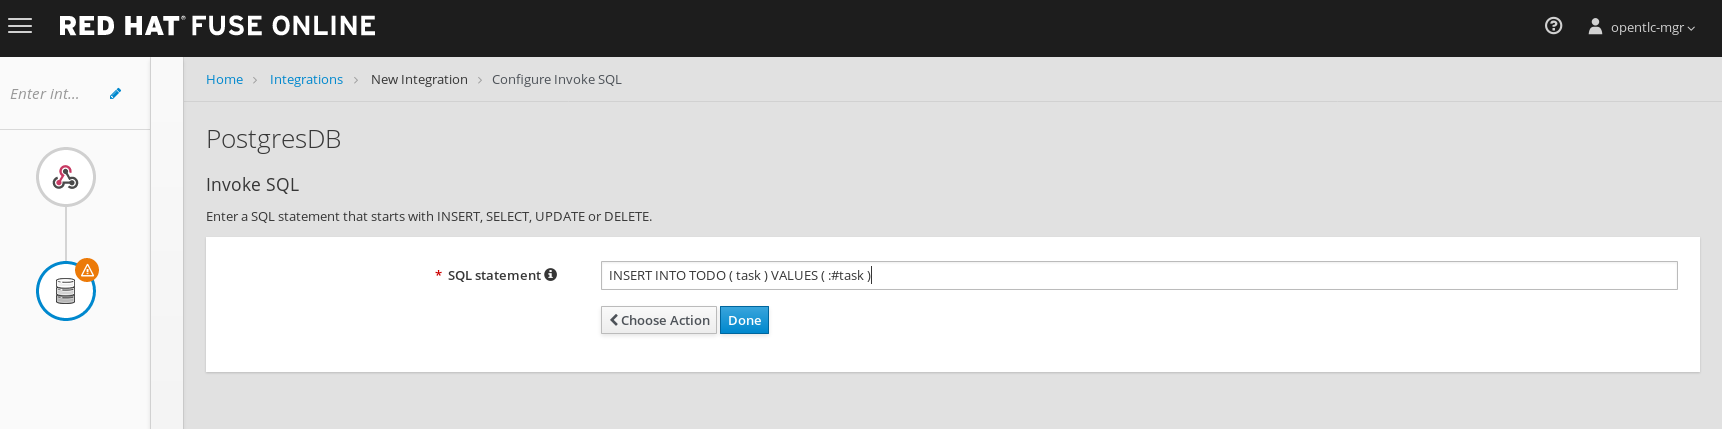 RED HAT® FUSE ONLINE
opentlc-mgr
Enter int...
Home > Integrations > New Integration > Configure Invoke SQL
PostgresDB
Invoke SQL
Enter a SQL statement that starts with INSERT, SELECT, UPDATE or DELETE.
* SQL statement
INSERT INTO TODO ( task ) VALUES ( :#task )
Choose Action
Done